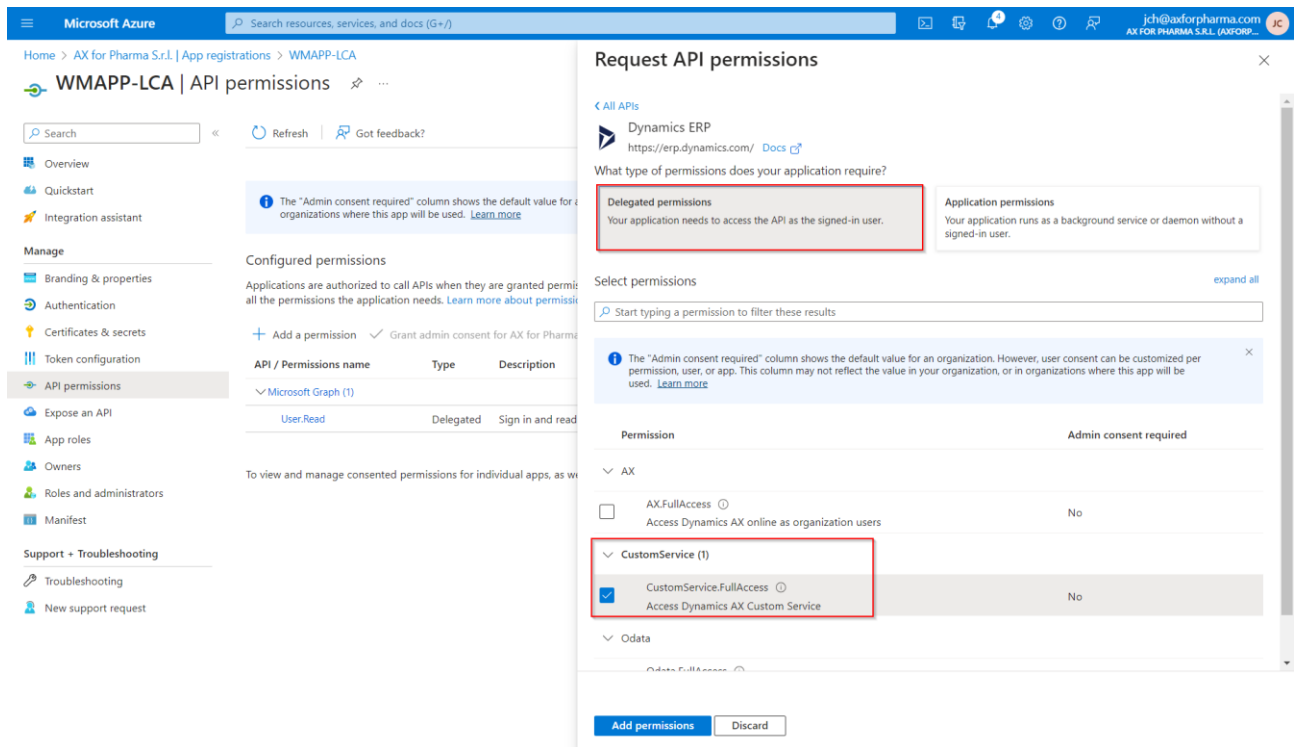 Microsoft Azure
Search resources, services, and docs (G+/)
4
jch@axforpharma.com
AX FOR PHARMA S.R.L. (AXFORP...
JC
Home > AX for Pharma S.r.l. | App registrations > WMAPP-LCA
WMAPP-LCA | API permissions
Search
Refresh
Got feedback?
Overview
Quickstart
Integration assistant
Manage
Branding & properties
Authentication
Certificates & secrets
Token configuration
API permissions
Expose an API
App roles
Owners
Roles and administrators
Manifest
Support + Troubleshooting
Troubleshooting
New support request
The "Admin consent required" column shows the default value for
organizations where this app will be used. Learn more
Configured permissions
Applications are authorized to call APIs when they are granted
all the permissions the application needs. Learn more about
Add a permission
Grant admin consent for AX for Pharma
API / Permissions name Type Description
Microsoft Graph (1)
User.Read Delegated Sign in and read
To view and manage consented permissions for individual apps, as
Request API permissions
All APIs
Dynamics ERP
https://erp.dynamics.com/ Docs
What type of permissions does your application require?
Delegated permissions
Your application needs to access the API as the signed-in user.
Application permissions
Your application runs as a background service or daemon without a
signed-in user.
Select permissions
expand all
Start typing a permission to filter these results
The "Admin consent required" column shows the default value for an organization. However, user consent can be customized per
permission, user, or app. This column may not reflect the value in your organization, or in organizations where this app will be
used. Learn more
Permission Admin consent required
AX
AX.FullAccess
Access Dynamics AX online as organization users
No
CustomService (1)
CustomService.FullAccess
Access Dynamics AX Custom Service
No
Odata
Odata.FullAccess
Add permissions
Discard